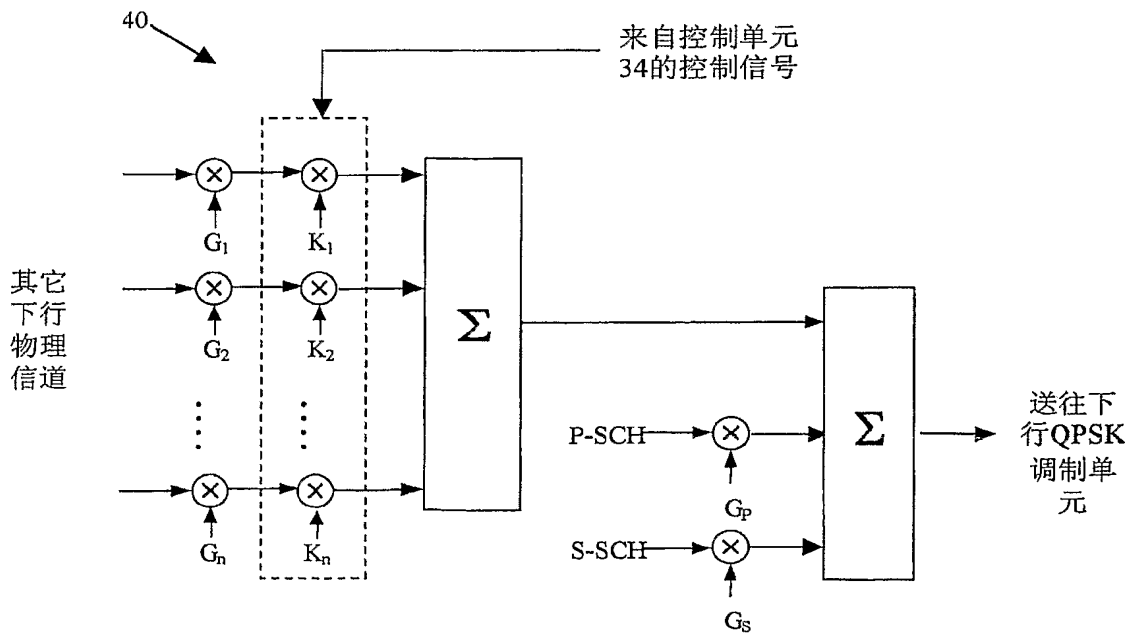 40
来自控制单元
34的控制信号
G₁
K₁
其它
下行
物理
信道
G₂
K₂
Σ
Gₙ
Kₙ
P-SCH
G_P
S-SCH
G_S
Σ
送往下
行QPSK
调制单
元